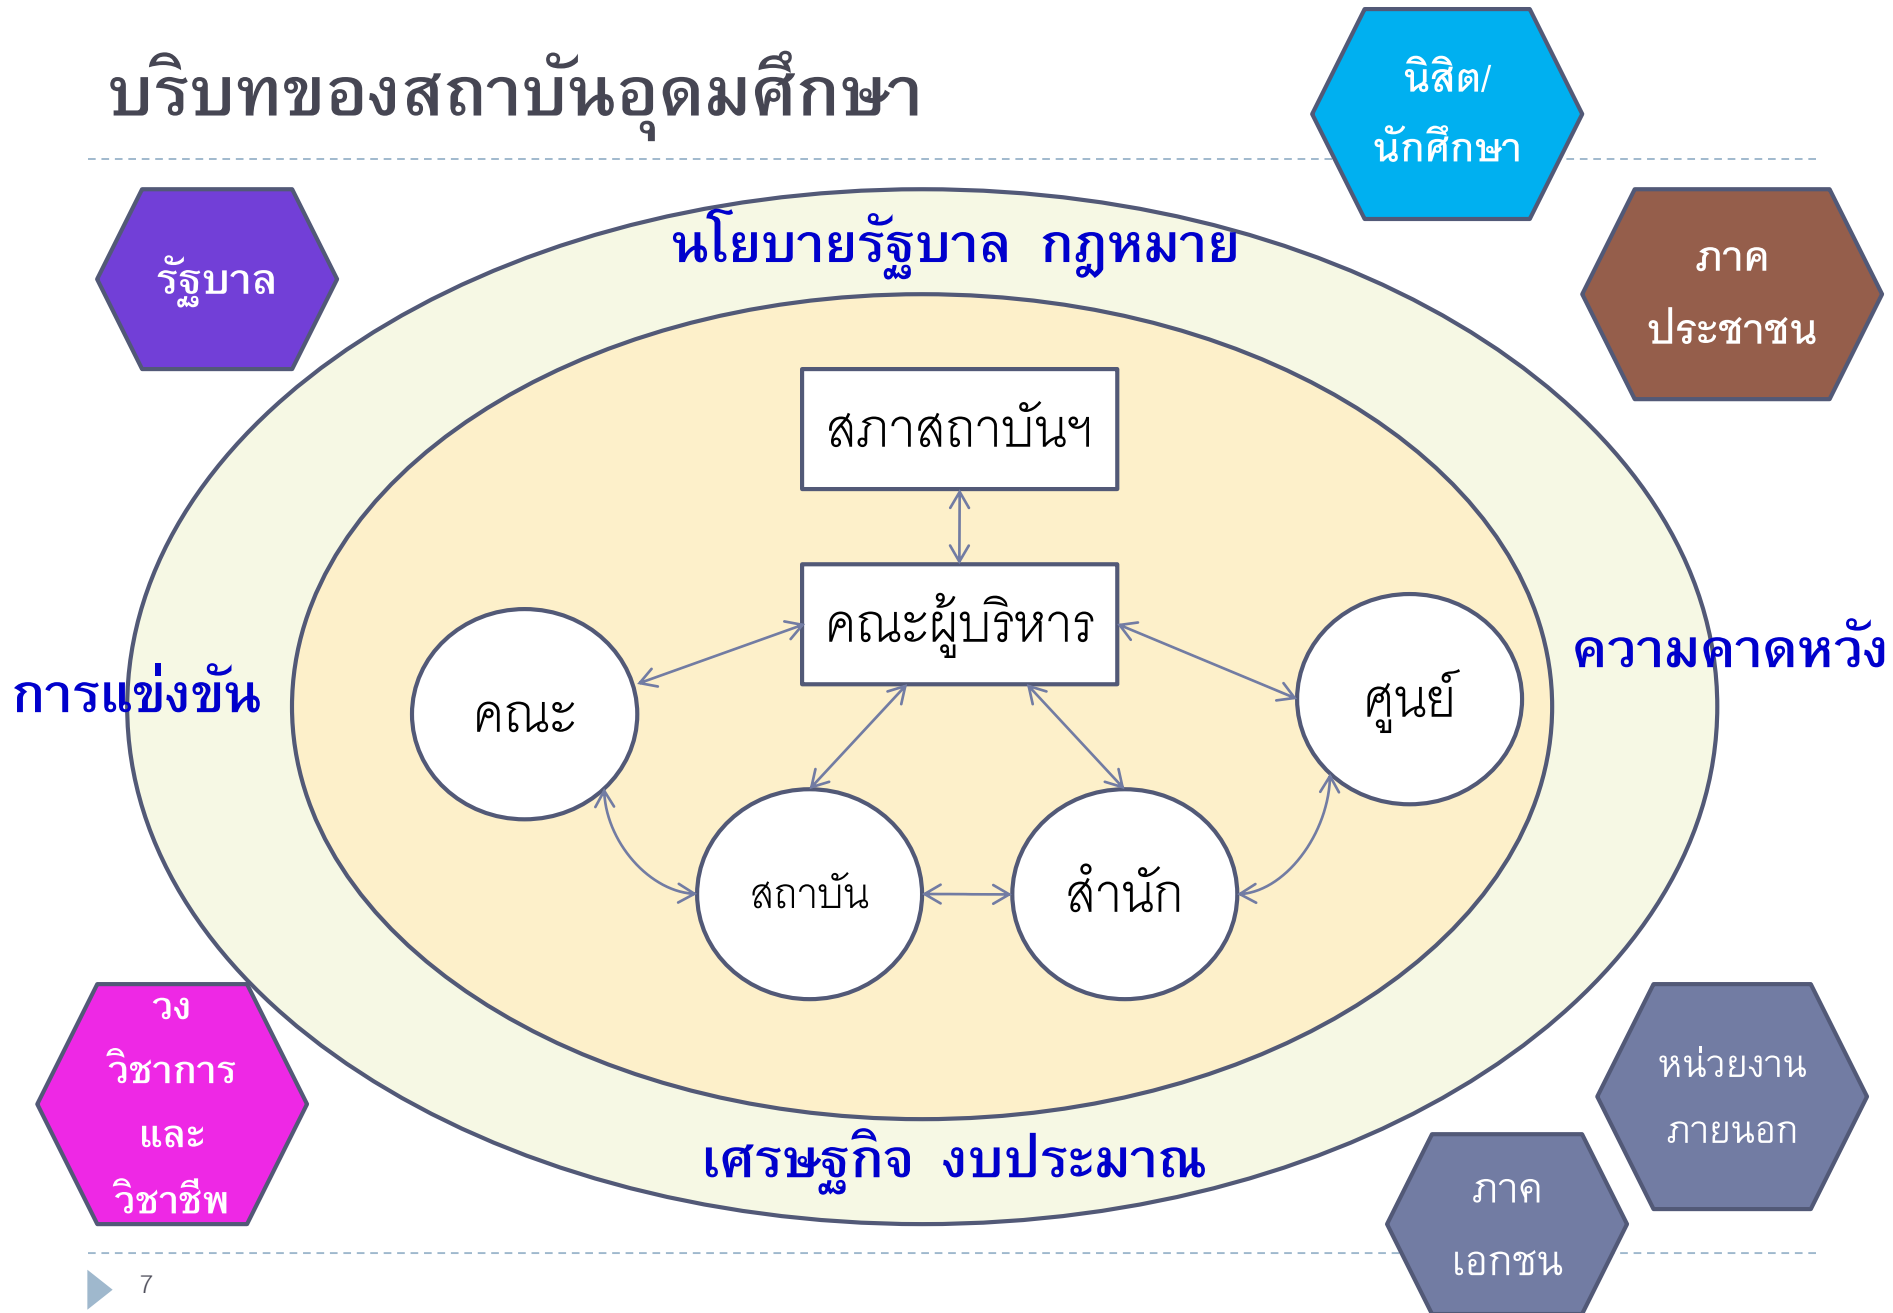 บริบทของสถาบันอุดมศึกษา
นิสิต/
นักศึกษา
รัฐบาล
นโยบายรัฐบาล กฎหมาย
ภาค
ประชาชน
สภาสถาบันฯ
คณะผู้บริหาร
การแข่งขัน
ความคาดหวัง
คณะ
ศูนย์
สถาบัน
สำนัก
วง
วิชาการ
และ
วิชาชีพ
หน่วยงาน
ภายนอก
เศรษฐกิจ งบประมาณ
ภาค
เอกชน
7